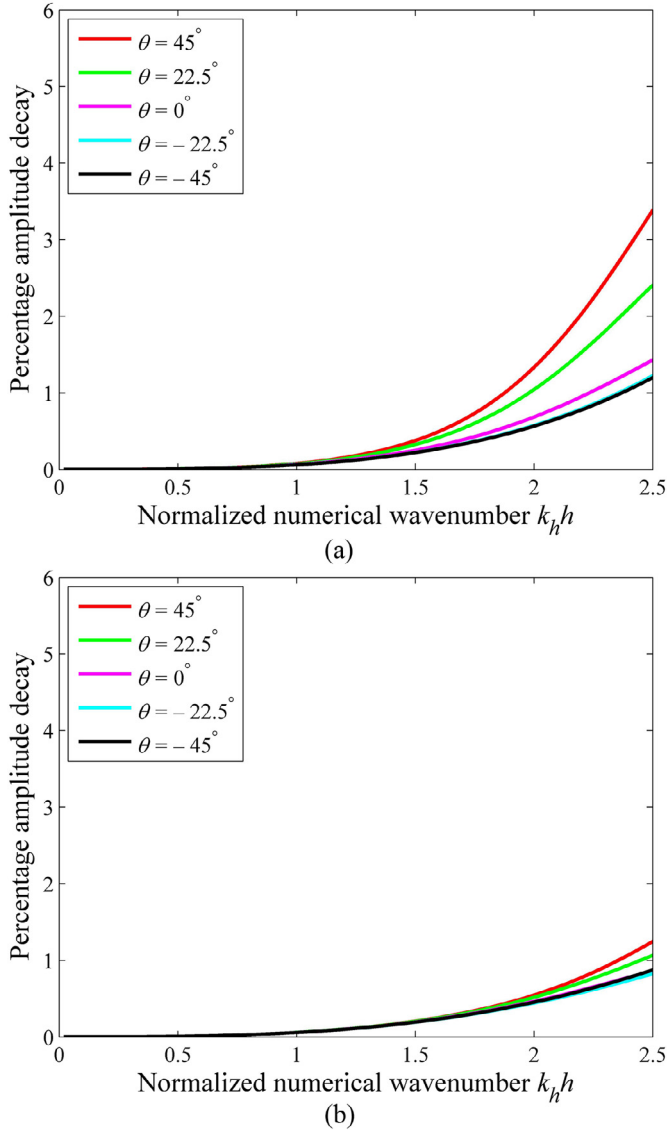 6
5
4
3
2
1
0
Percentage amplitude decay
θ = 45°
θ = 22.5°
θ = 0°
θ = – 22.5°
θ = – 45°
0 0.5 1 1.5 2 2.5
Normalized numerical wavenumber kₕh
(a)
6
5
4
3
2
1
0
Percentage amplitude decay
θ = 45°
θ = 22.5°
θ = 0°
θ = – 22.5°
θ = – 45°
0 0.5 1 1.5 2 2.5
Normalized numerical wavenumber kₕh
(b)